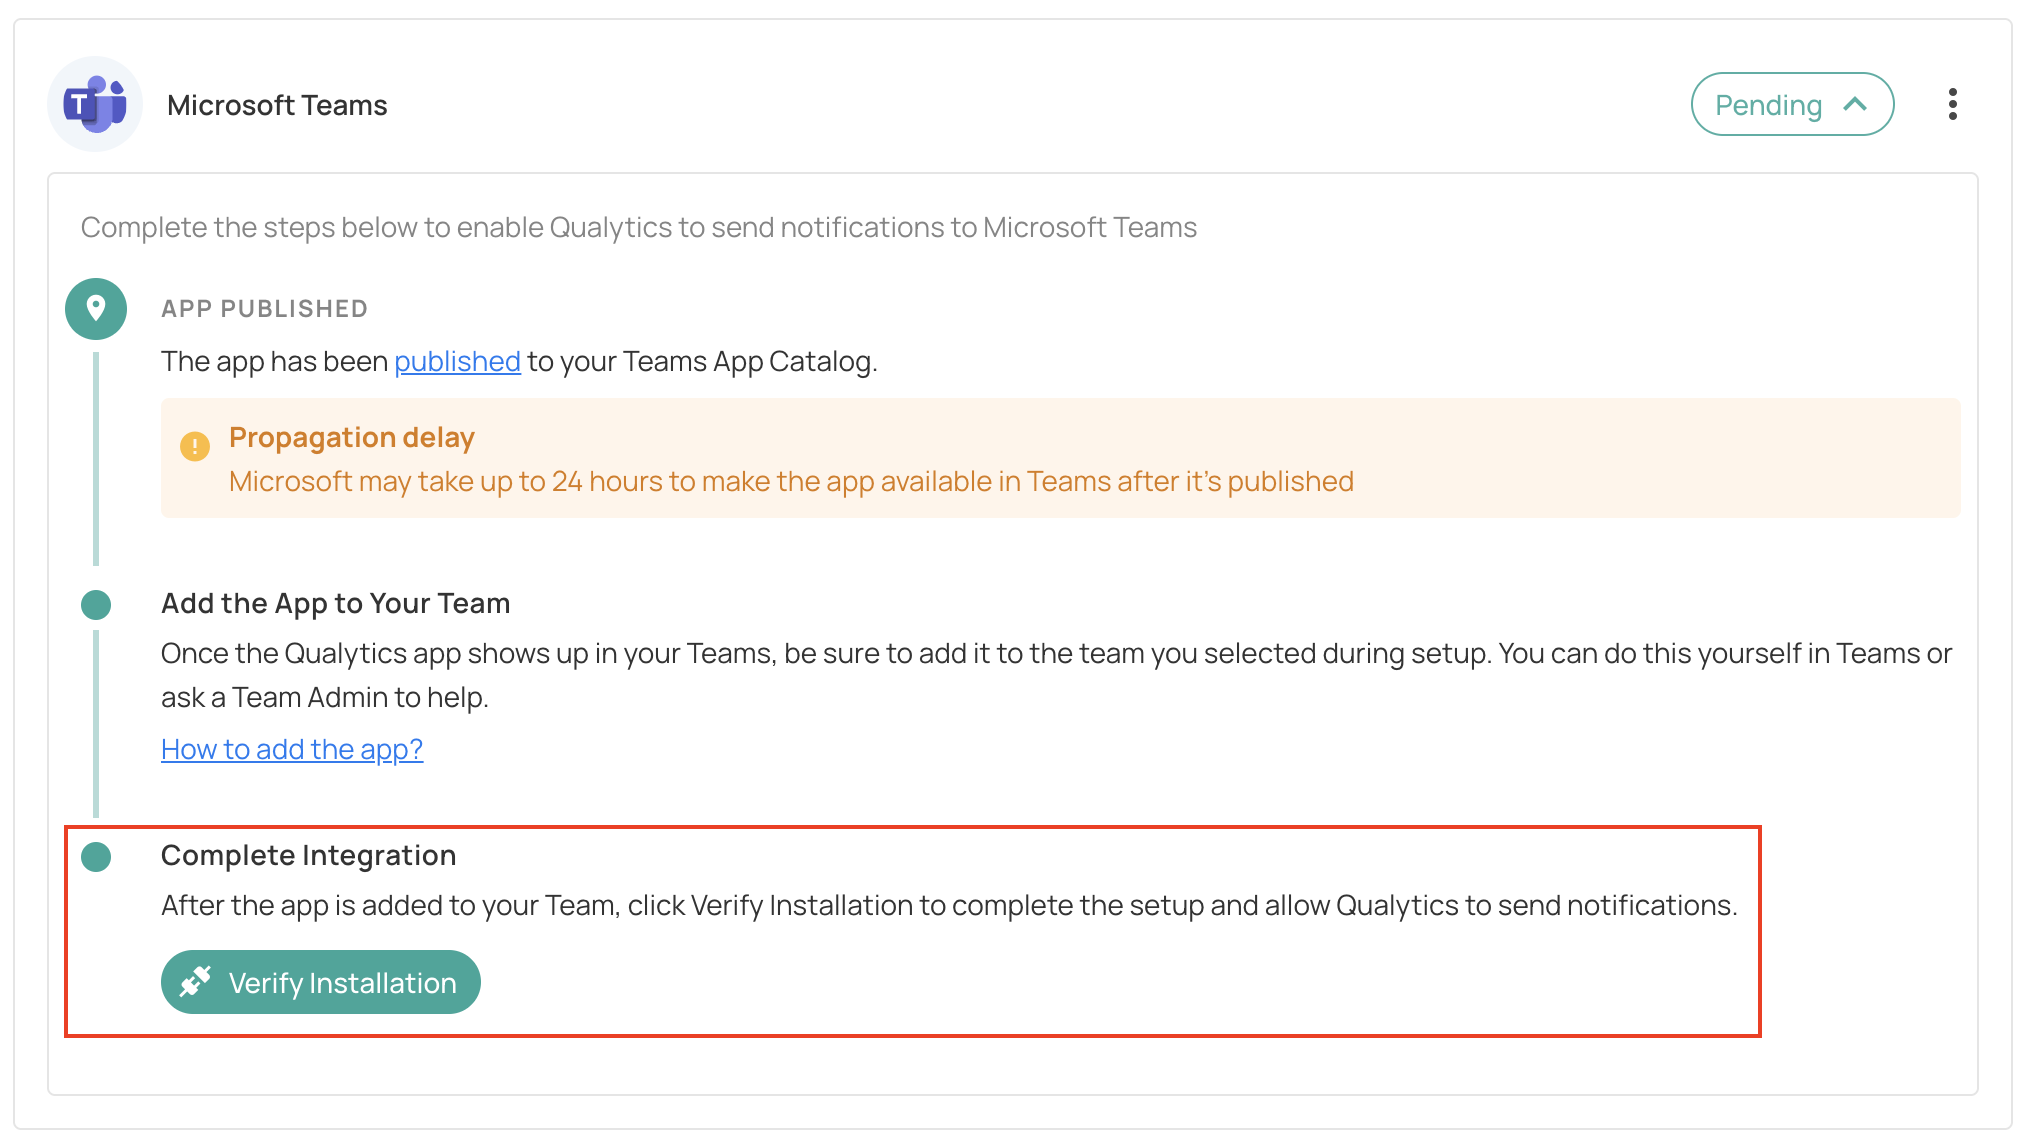 T
Microsoft Teams
Pending
Complete the steps below to enable Qualytics to send notifications to Microsoft Teams
APP PUBLISHED
The app has been published to your Teams App Catalog.
Propagation delay
Microsoft may take up to 24 hours to make the app available in Teams after it's published
Add the App to Your Team
Once the Qualytics app shows up in your Teams, be sure to add it to the team you selected during setup. You can do this yourself in Teams or
ask a Team Admin to help.
How to add the app?
Complete Integration
After the app is added to your Team, click Verify Installation to complete the setup and allow Qualytics to send notifications.
Verify Installation